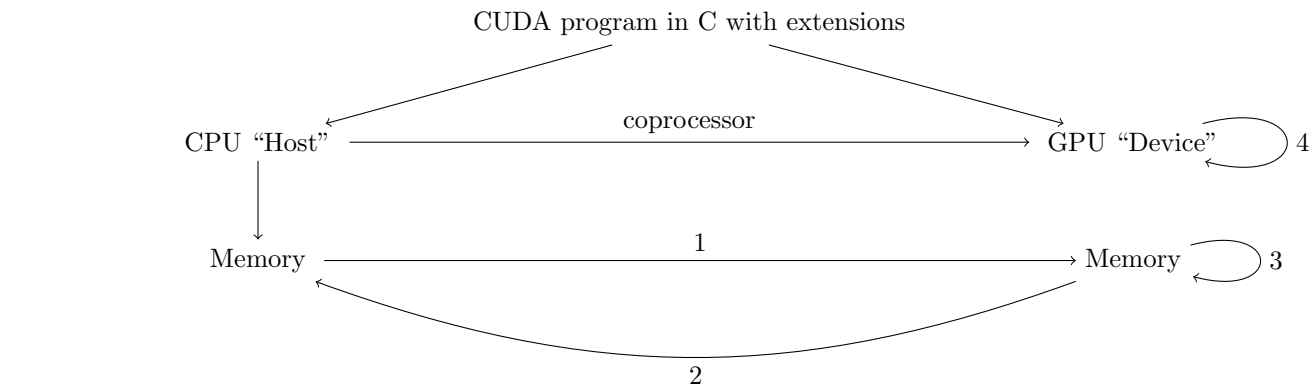 CUDA program in C with extensions
coprocessor
CPU “Host”
GPU “Device”
4
1
Memory
Memory
3
2